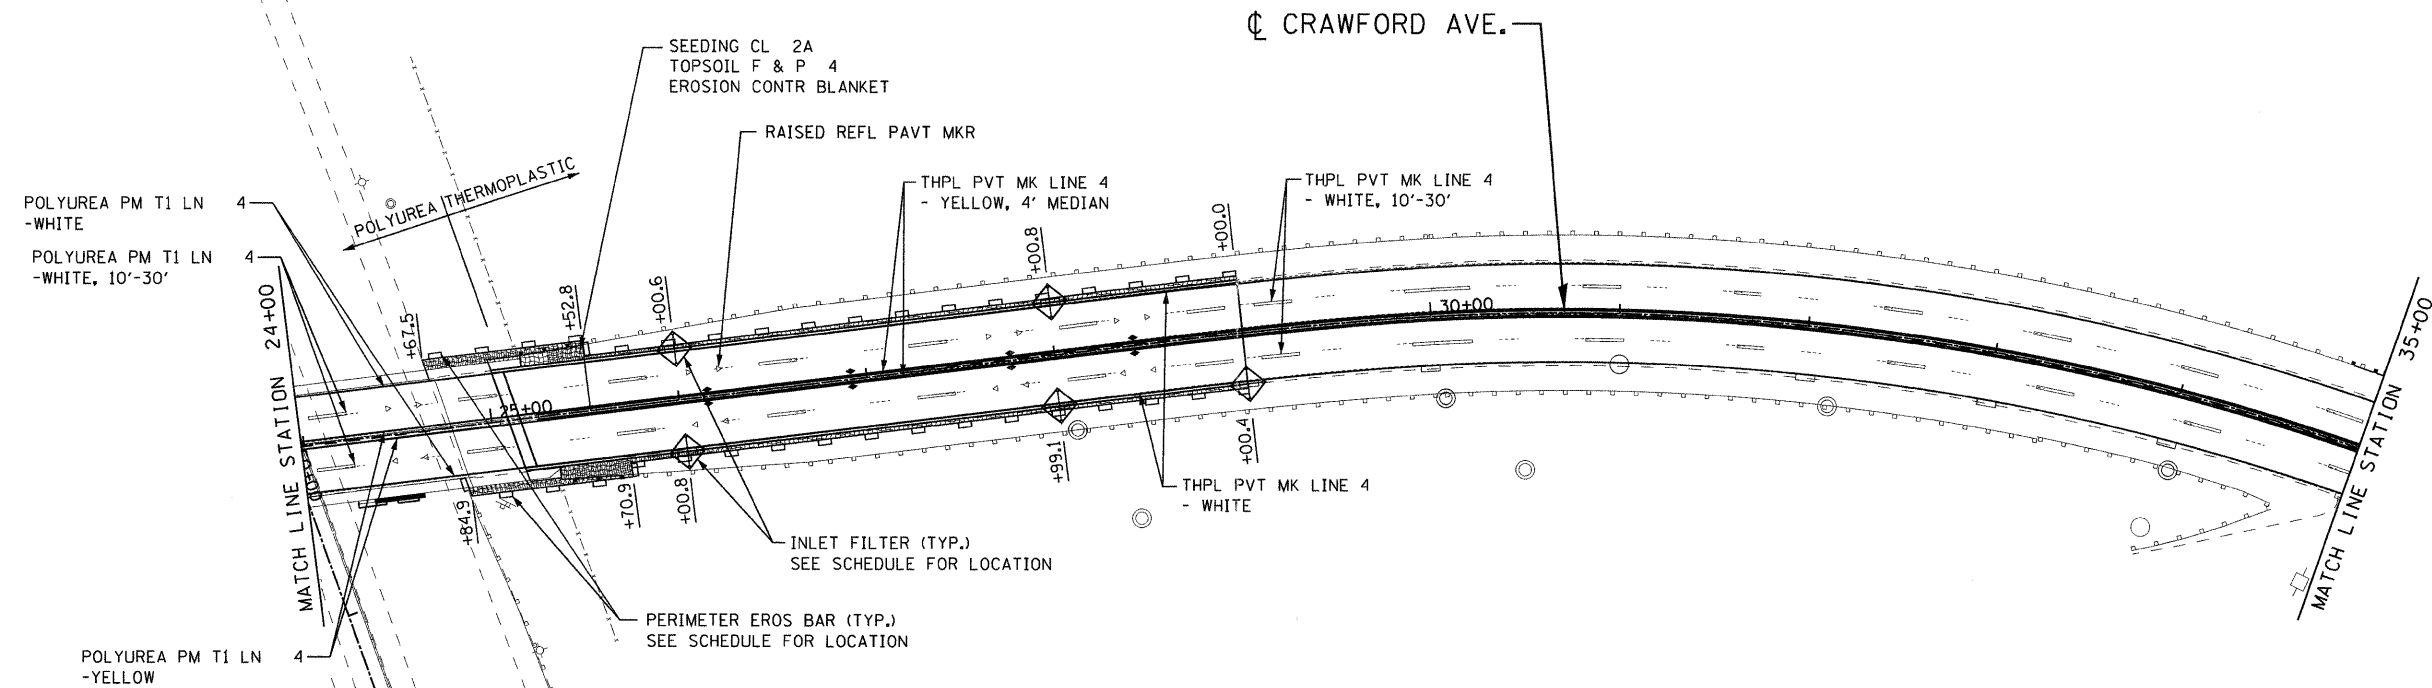 ℄ CRAWFORD AVE.
SEEDING CL 2A
TOPSOIL F & P 4
EROSION CONTR BLANKET
RAISED REFL PAVT MKR
POLYUREA THERMOPLASTIC
THPL PVT MK LINE 4
- YELLOW, 4' MEDIAN
THPL PVT MK LINE 4
- WHITE, 10'-30'
POLYUREA PM T1 LN 4
-WHITE
POLYUREA PM T1 LN 4
-WHITE, 10'-30'
MATCH LINE STATION 24+00
+67.5
+52.8
+00.6
+00.8
+00.0
25+00
30+00
MATCH LINE STATION 35+00
+84.9
+70.9
+00.8
+99.1
+00.4
THPL PVT MK LINE 4
- WHITE
INLET FILTER (TYP.)
SEE SCHEDULE FOR LOCATION
PERIMETER EROS BAR (TYP.)
SEE SCHEDULE FOR LOCATION
POLYUREA PM T1 LN 4
-YELLOW